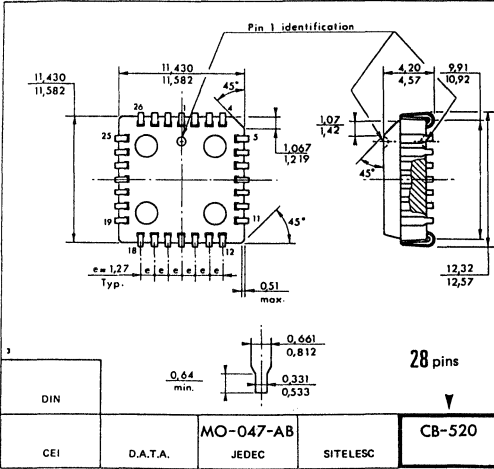 Pin 1 identification
11,430
11,582
4,20
4,57
9,91
10,92
11,430
11,582
45°
26
1
4
1,07
1,42
25
5
1,067
1,219
45°
19
11
45°
18
12
e = 1,27
e
e
e
e
e
Typ.
0,51
max.
12,32
12,57
0,661
0,812
0,64
min.
0,331
0,533
28 pins
DIN
MO-047-AB
CB-520
CEI
D.A.T.A.
JEDEC
SITELESC